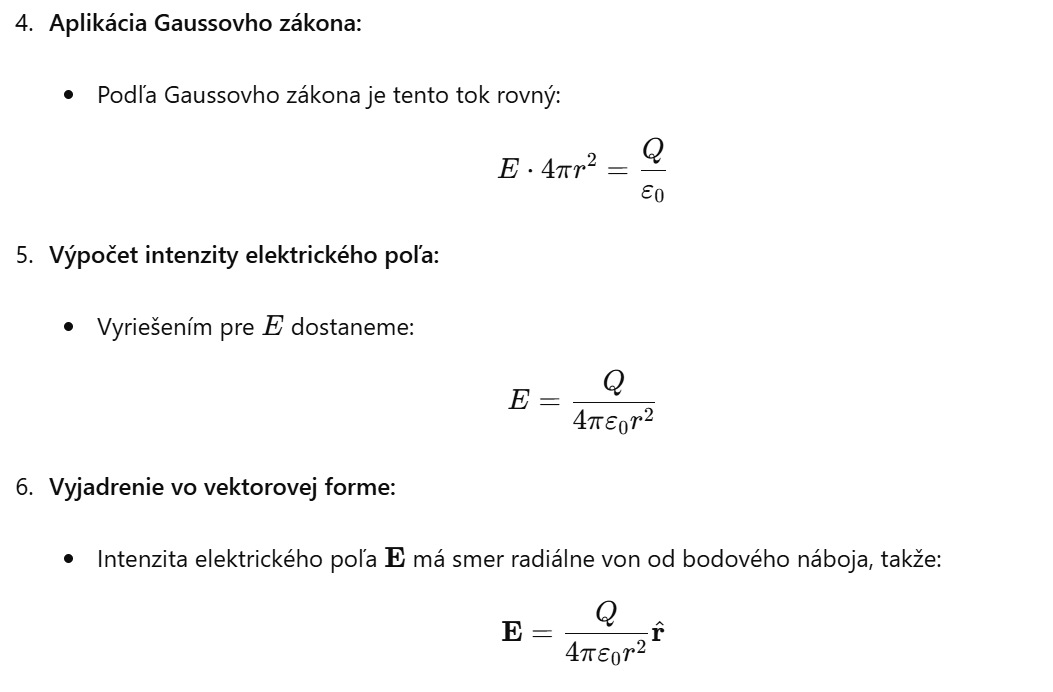 4. Aplikácia Gaussovho zákona:
• Podľa Gaussovho zákona je tento tok rovný:
E · 4πr² = Q/ε₀
5. Výpočet intenzity elektrického poľa:
• Vyriešením pre E dostaneme:
E = Q/(4πε₀r²)
6. Vyjadrenie vo vektorovej forme:
• Intenzita elektrického poľa E má smer radiálne von od bodového náboja, takže:
E = Q/(4πε₀r²) r̂